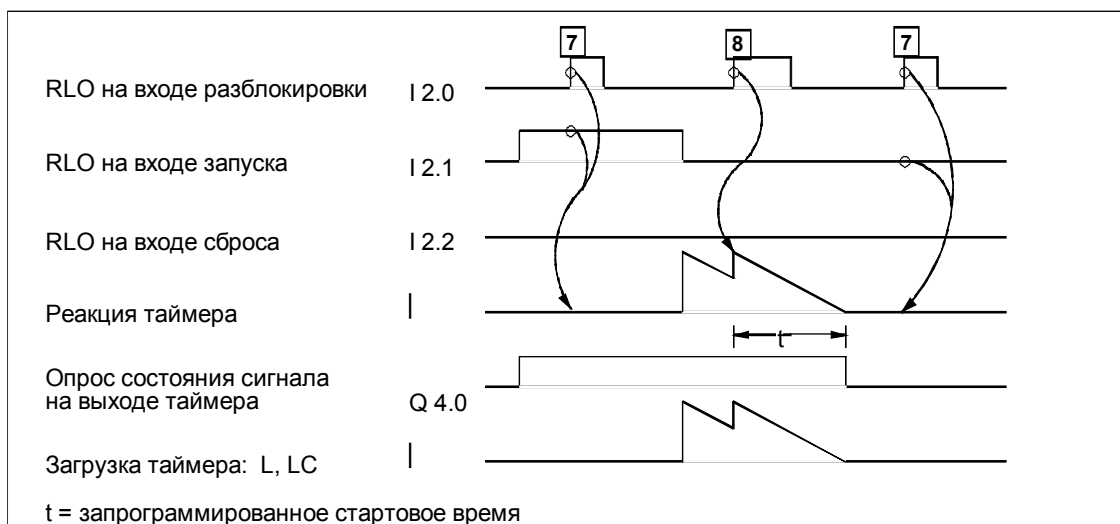 7 8 7
RLO на входе разблокировки I 2.0
RLO на входе запуска I 2.1
RLO на входе сброса I 2.2
Реакция таймера
t
Опрос состояния сигнала
на выходе таймера Q 4.0
Загрузка таймера: L, LC
t = запрограммированное стартовое время